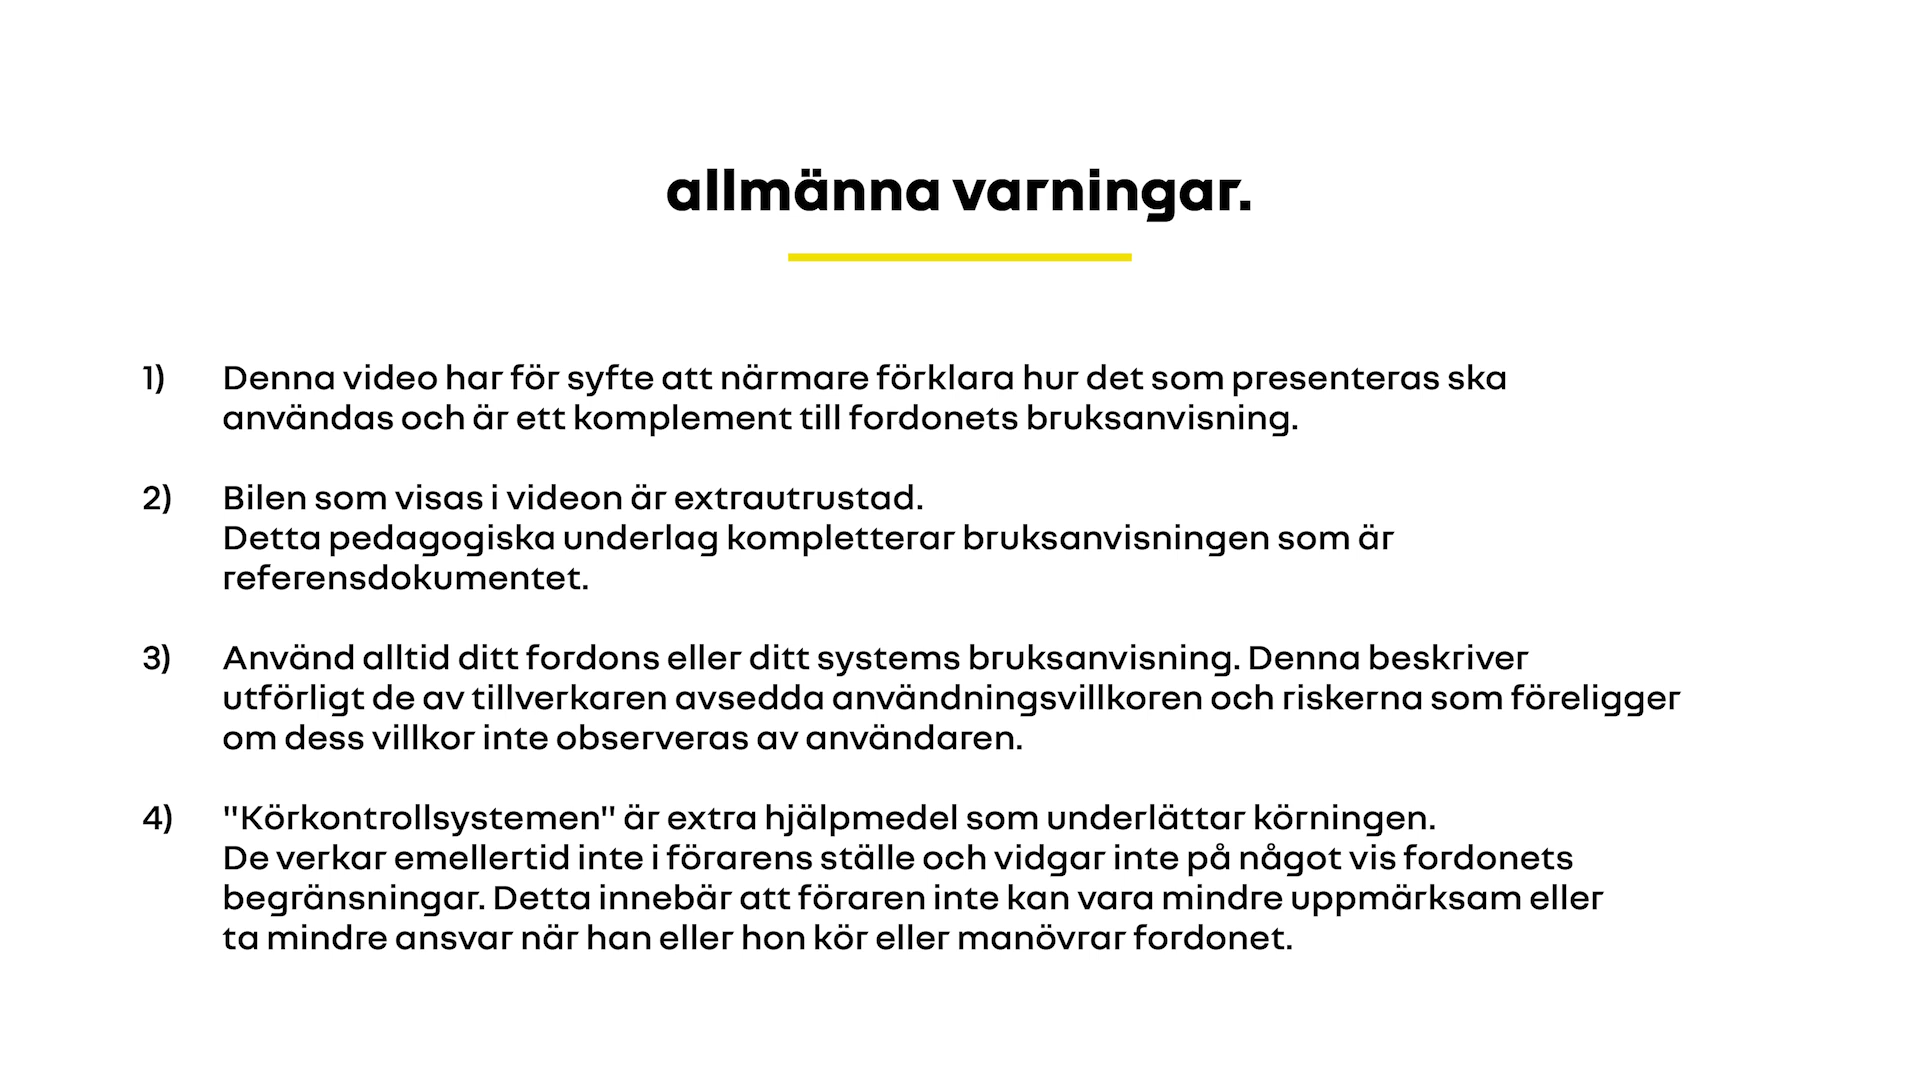 allmänna varningar.
1) Denna video har för syfte att närmare förklara hur det som presenteras ska
användas och är ett komplement till fordonets bruksanvisning.
2) Bilen som visas i videon är extrautrustad.
Detta pedagogiska underlag kompletterar bruksanvisningen som är
referensdokumentet.
3) Använd alltid ditt fordons eller ditt systems bruksanvisning. Denna beskriver
utförligt de av tillverkaren avsedda användningsvillkoren och riskerna som föreligger
om dess villkor inte observeras av användaren.
4) "Körkontrollsystemen" är extra hjälpmedel som underlättar körningen.
De verkar emellertid inte i förarens ställe och vidgar inte på något vis fordonets
begränsningar. Detta innebär att föraren inte kan vara mindre uppmärksam eller
ta mindre ansvar när han eller hon kör eller manövrar fordonet.